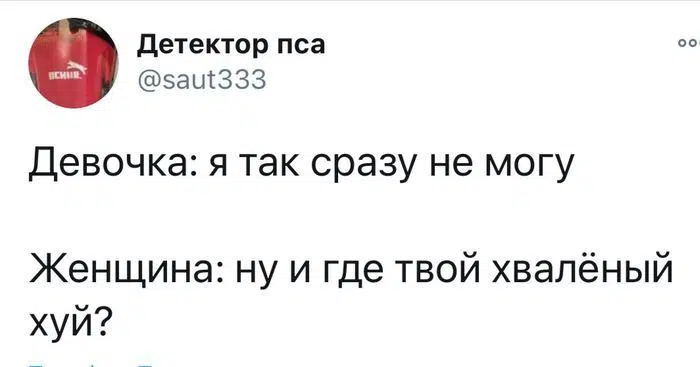 Детектор пса
@saut333
Девочка: я так сразу не могу
Женщина: ну и где твой хвалёный
хуй?